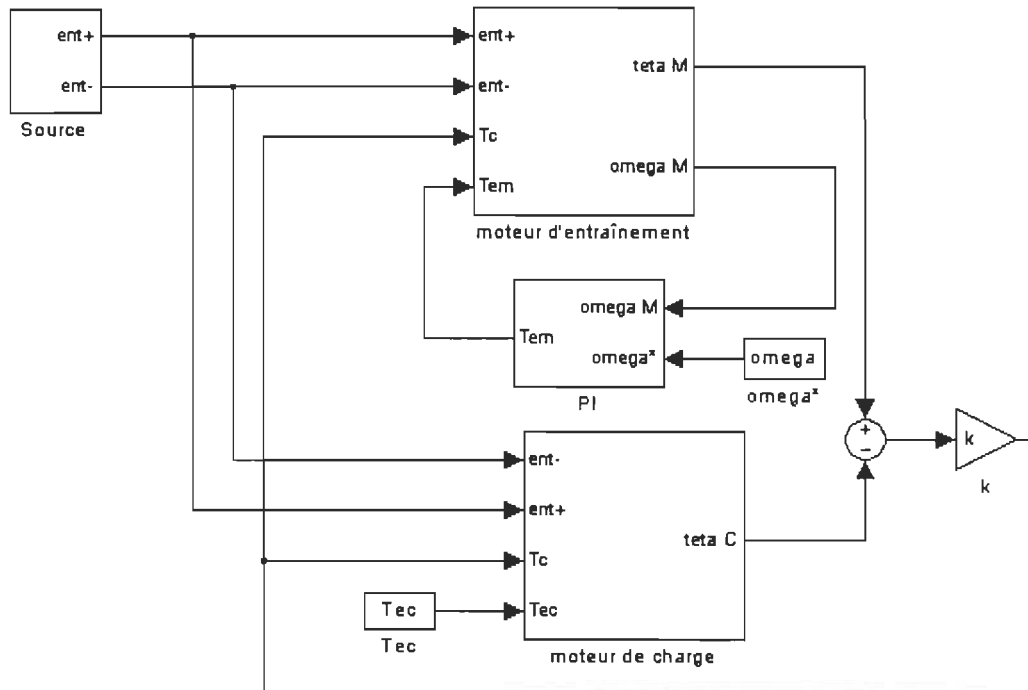 ent+
ent-
Source
ent+
ent-
Tc
Tem
teta M
omega M
moteur d'entraînement
omega M
omega*
Tem
PI
omega
omega*
+
−
k
k
ent-
ent+
Tc
Tec
teta C
moteur de charge
Tec
Tec